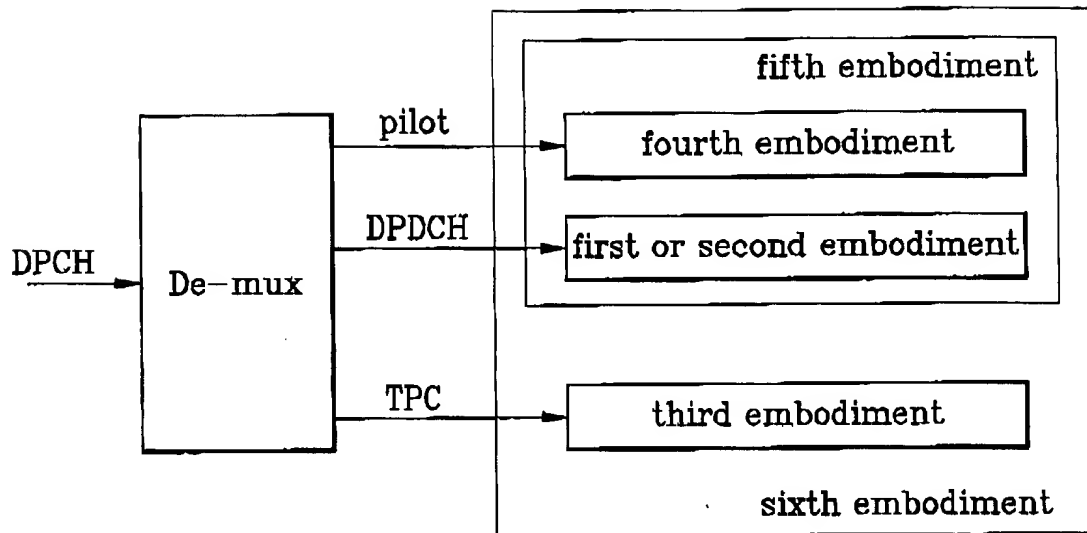 fifth embodiment
pilot
fourth embodiment
DPDCH
first or second embodiment
DPCH
De-mux
TPC
third embodiment
sixth embodiment